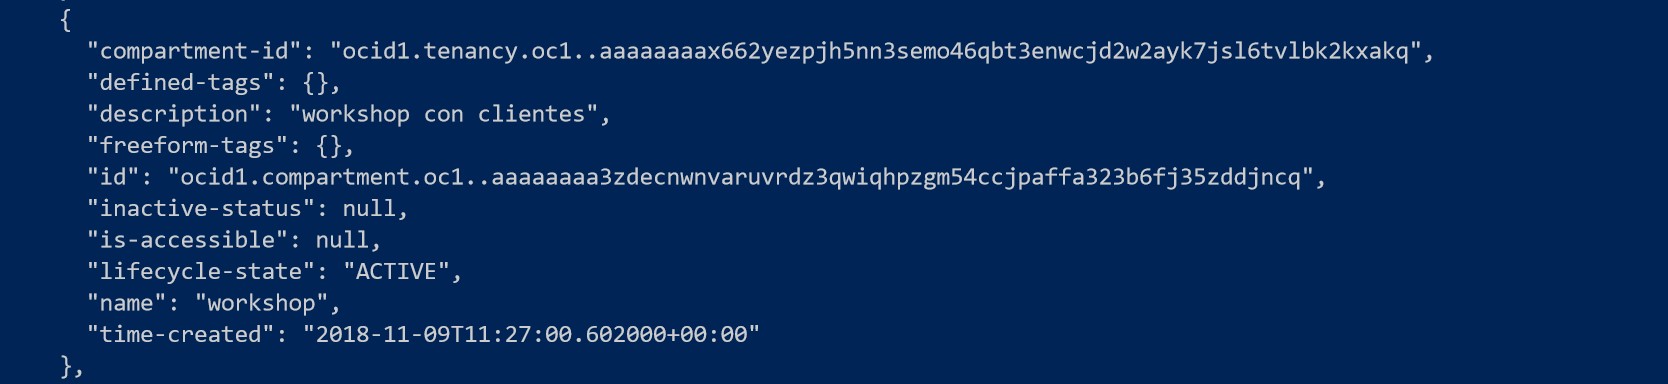 {
"compartment-id": "ocid1.tenancy.oc1..aaaaaaaax662yezpjh5nn3semo46qbt3enwcjd2w2ayk7jsl6tvlbk2kxakq",
"defined-tags": {},
"description": "workshop con clientes",
"freeform-tags": {},
"id": "ocid1.compartment.oc1..aaaaaaaa3zdecnwnvaruvrdz3qwiqhpzgm54ccjpaffa323b6fj35zddjncq",
"inactive-status": null,
"is-accessible": null,
"lifecycle-state": "ACTIVE",
"name": "workshop",
"time-created": "2018-11-09T11:27:00.602000+00:00"
},